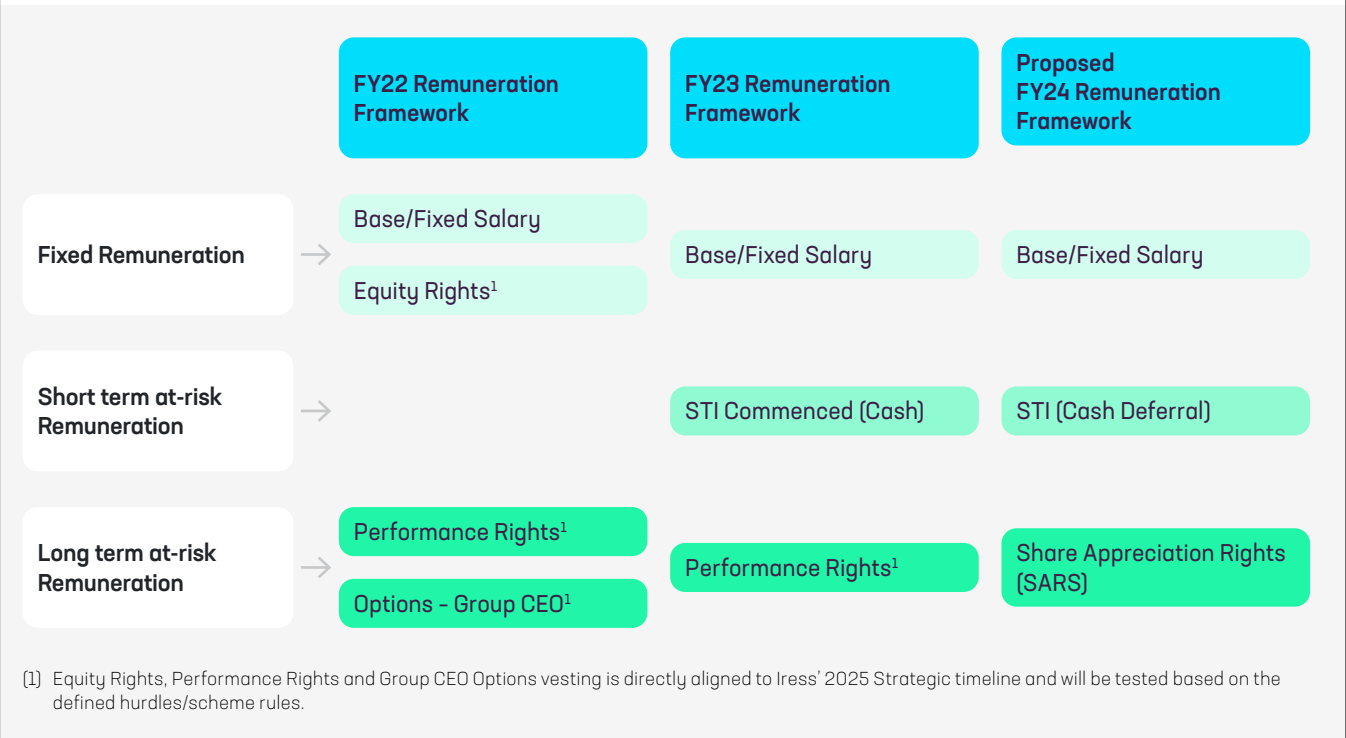 FY22 Remuneration
Framework
FY23 Remuneration
Framework
Proposed
FY24 Remuneration
Framework
Fixed Remuneration
Base/Fixed Salary
Equity Rights¹
Base/Fixed Salary
Base/Fixed Salary
Short term at-risk
Remuneration
STI Commenced (Cash)
STI (Cash Deferral)
Long term at-risk
Remuneration
Performance Rights¹
Options – Group CEO¹
Performance Rights¹
Share Appreciation Rights
(SARS)
(1) Equity Rights, Performance Rights and Group CEO Options vesting is directly aligned to Iress’ 2025 Strategic timeline and will be tested based on the
defined hurdles/scheme rules.